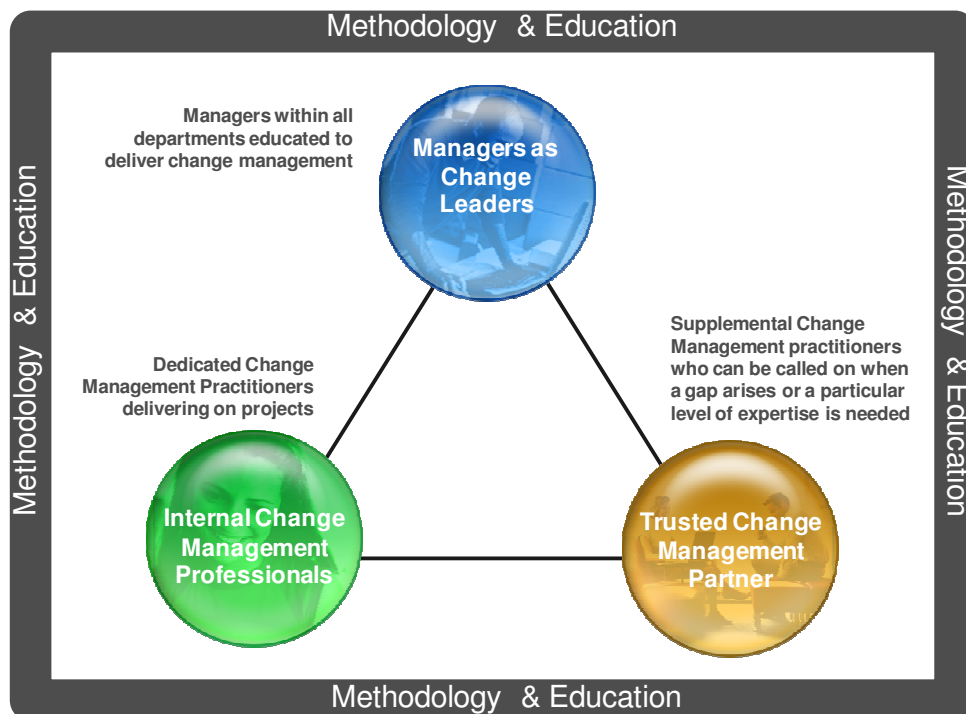 Methodology & Education
Managers within all
departments educated to
deliver change management
Managers as
Change
Leaders
Methodology & Education
Methodology & Education
Supplemental Change
Management practitioners
who can be called on when
a gap arises or a particular
level of expertise is needed
Dedicated Change
Management Practitioners
delivering on projects
Internal Change
Management
Professionals
Trusted Change
Management
Partner
Methodology & Education